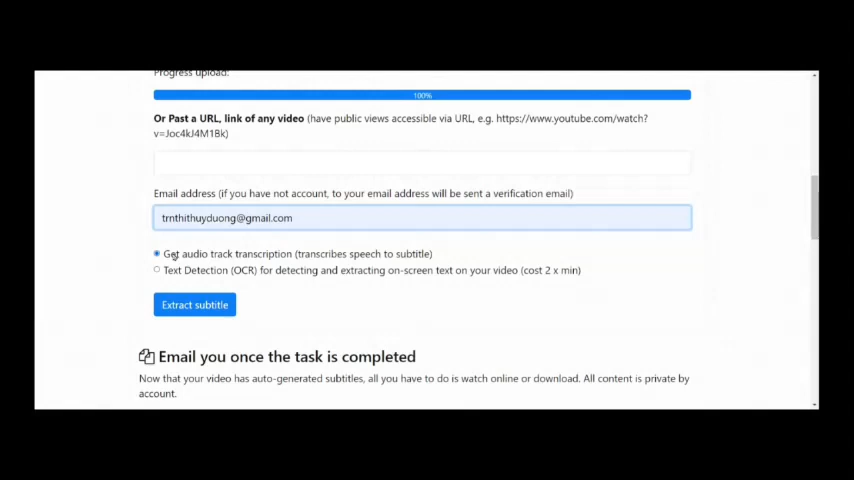 Progress upload:
100%
Or Past a URL, link of any video (have public views accessible via URL, e.g. https://www.youtube.com/watch?
v=Joc4kJ4M1Bk)
Email address (if you have not account, to your email address will be sent a verification email)
trnthithuyduong@gmail.com
Get audio track transcription (transcribes speech to subtitle)
Text Detection (OCR) for detecting and extracting on-screen text on your video (cost 2 x min)
Extract subtitle
Email you once the task is completed
Now that your video has auto-generated subtitles, all you have to do is watch online or download. All content is private by
account.